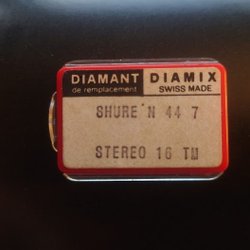 DIAMANT DIAMIX
de remplacement SWISS MADE
SHURE'N 44 7
STEREO 16 TM